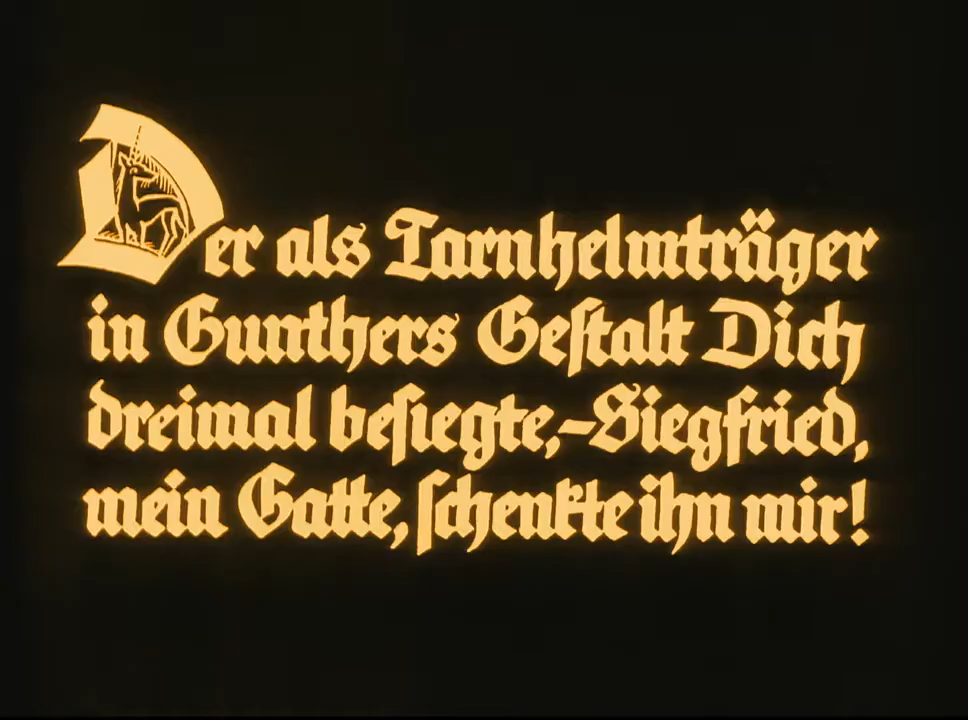 Der als Tarnhelmträger
in Gunthers Gestalt Dich
dreimal besiegte,–Siegfried,
mein Gatte, schenkte ihn mir!